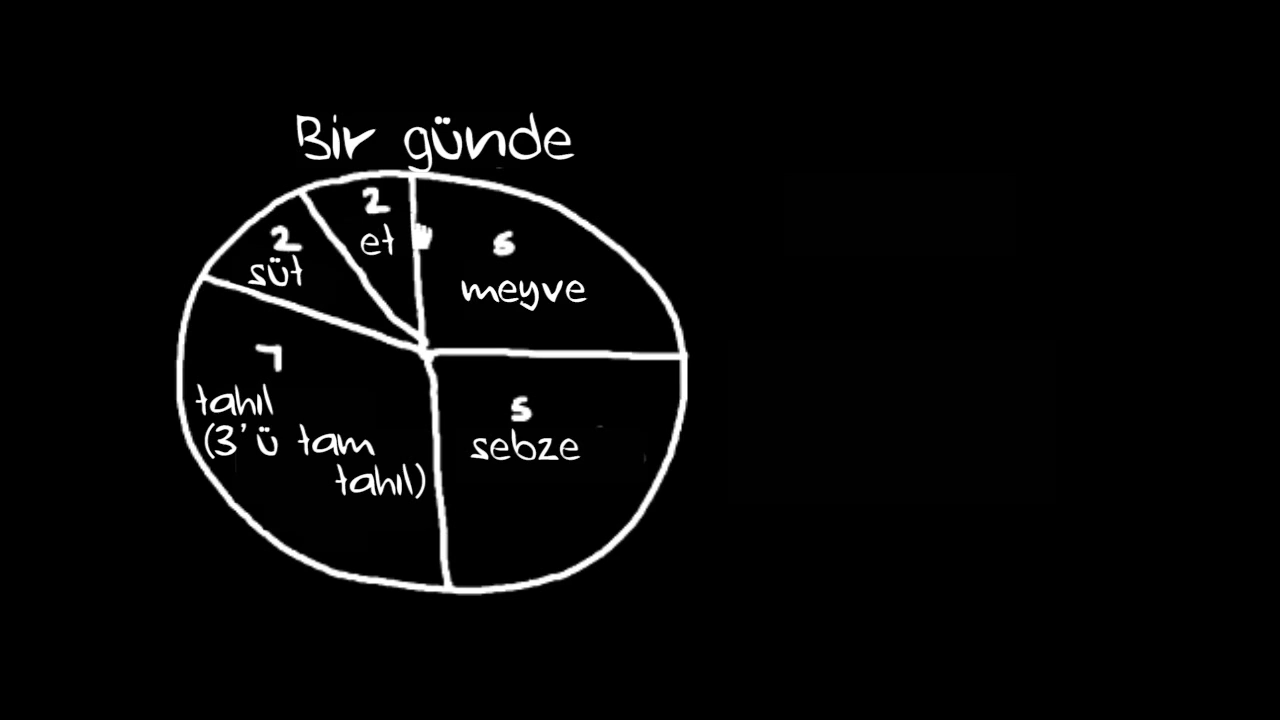 Bir günde
2
et
2
süt
5
meyve
7
tahıl
(3'ü tam
tahıl)
5
sebze